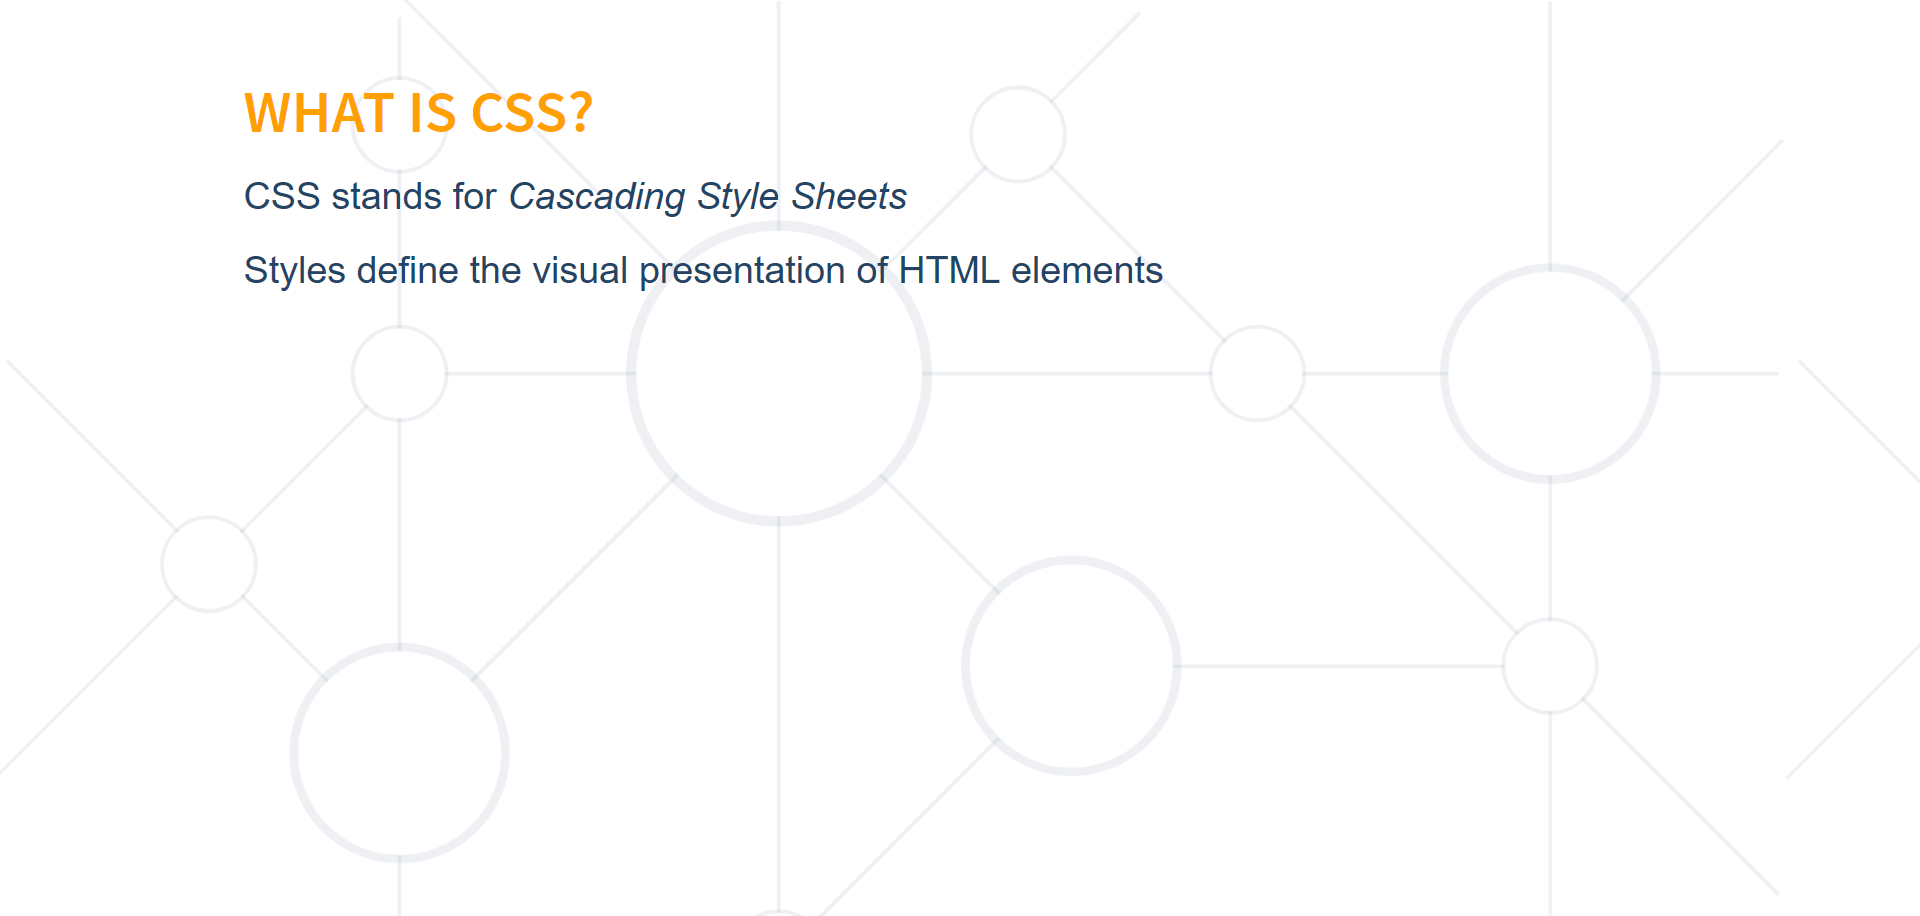 WHAT IS CSS?
CSS stands for Cascading Style Sheets
Styles define the visual presentation of HTML elements